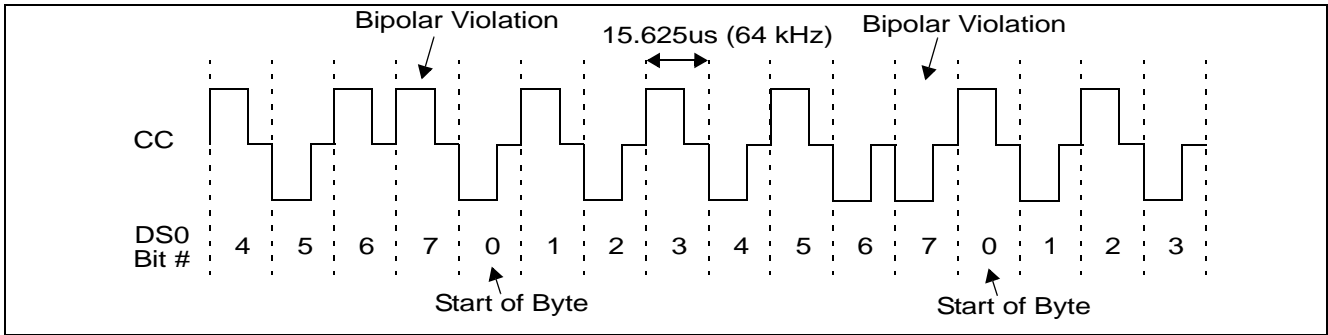 Bipolar Violation
15.625us (64 kHz)
Bipolar Violation
CC
DS0
Bit #
4 5 6 7 0 1 2 3 4 5 6 7 0 1 2 3
Start of Byte
Start of Byte